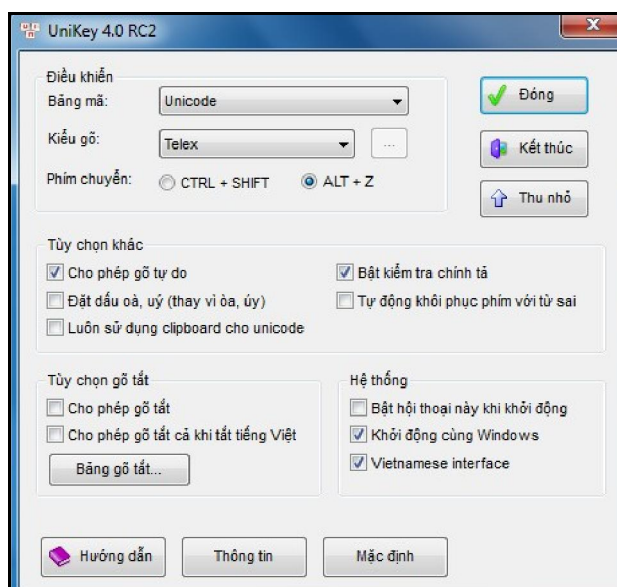 UniKey 4.0 RC2
Điều khiển
Bảng mã: Unicode
Đóng
Kiểu gõ: Telex ...
Kết thúc
Phím chuyển: CTRL + SHIFT ALT + Z
Thu nhỏ
Tùy chọn khác
Cho phép gõ tự do
Bật kiểm tra chính tả
Đặt dấu oà, uý (thay vì òa, úy)
Tự động khôi phục phím với từ sai
Luôn sử dụng clipboard cho unicode
Tùy chọn gõ tắt
Cho phép gõ tắt
Cho phép gõ tắt cả khi tắt tiếng Việt
Bảng gõ tắt...
Hệ thống
Bật hội thoại này khi khởi động
Khởi động cùng Windows
Vietnamese interface
Hướng dẫn
Thông tin
Mặc định